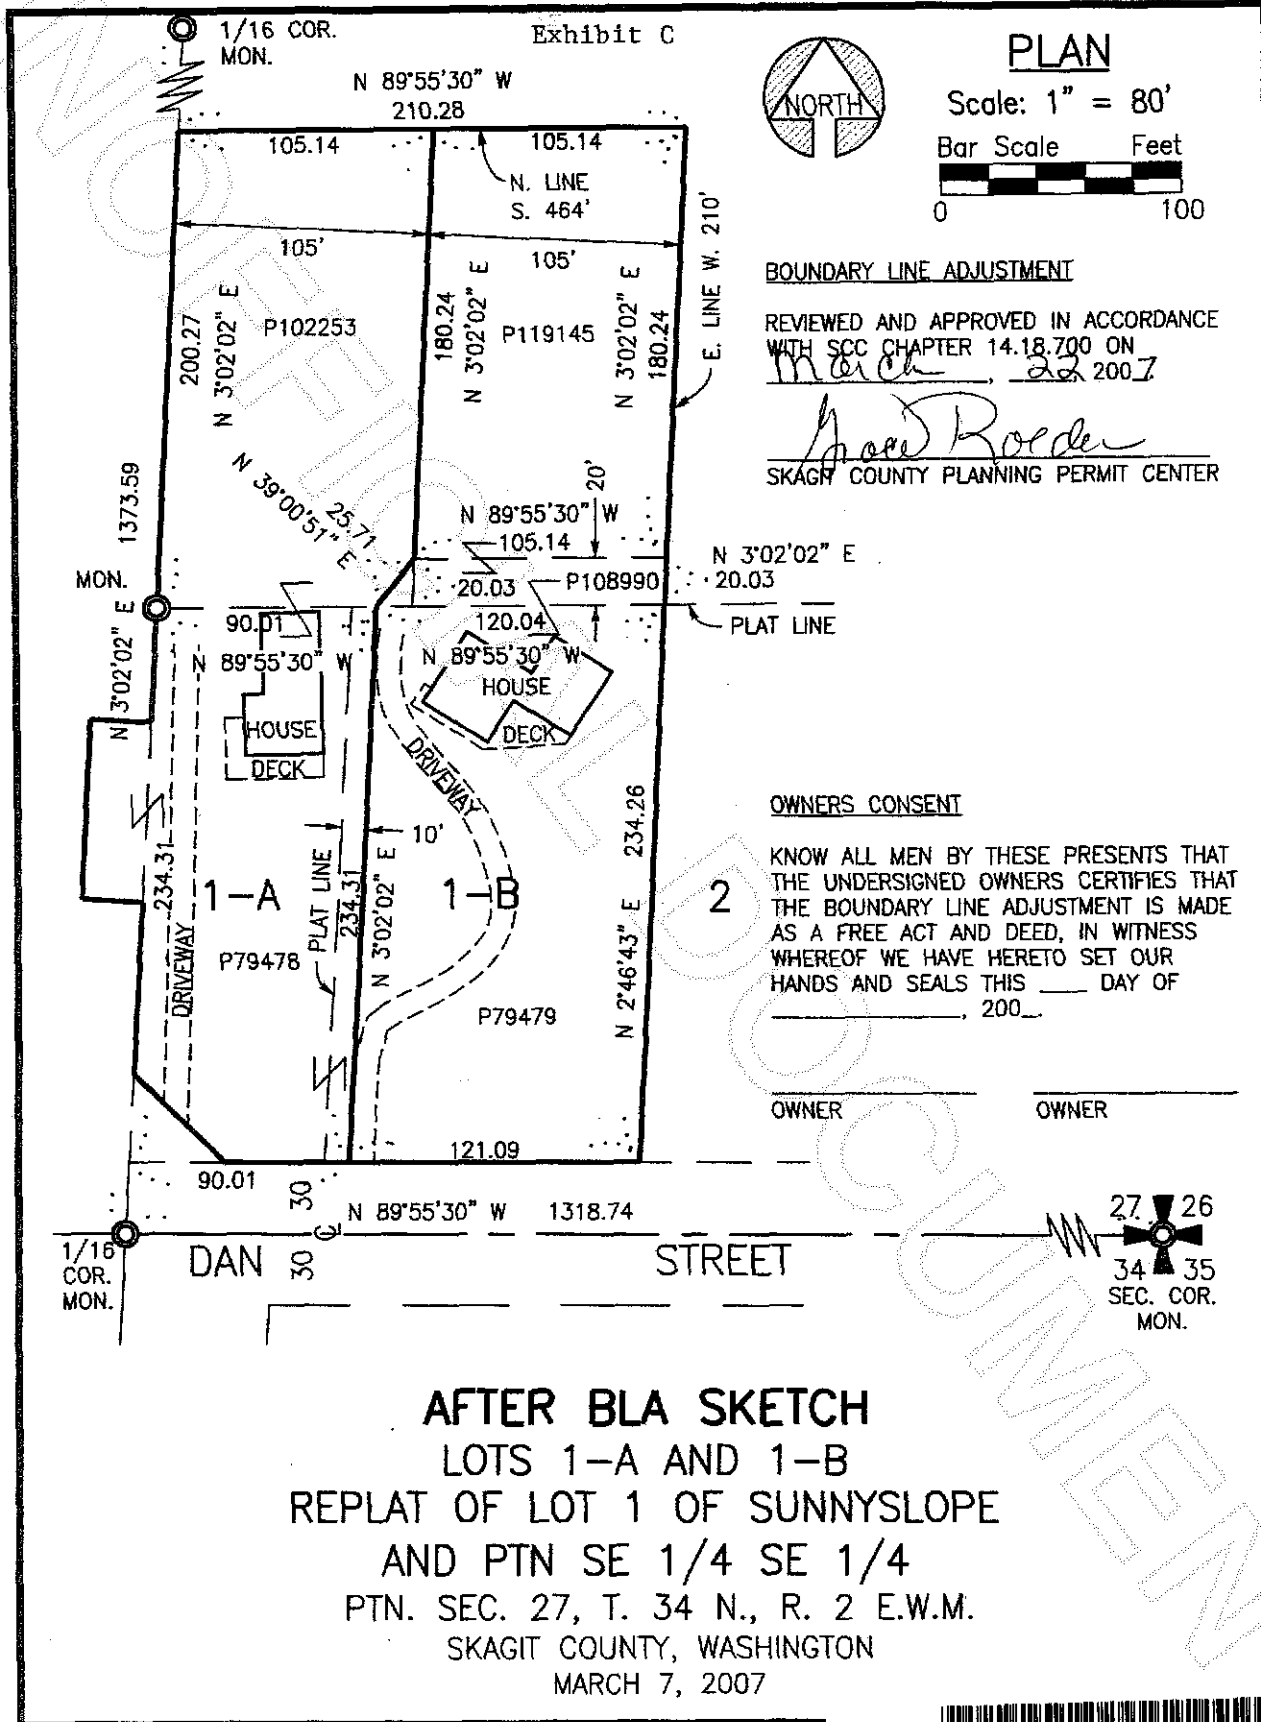 Exhibit C
1/16 COR.
MON.
N 89°55'30" W
210.28
105.14
105.14
N. LINE
S. 464'
105'
105'
E. LINE W. 210'
200.27
N 3°02'02" E
P102253
180.24
N 3°02'02" E
P119145
N 3°02'02" E
180.24
1373.59
N 39°00'51" E
25.71
20'
N 89°55'30" W
105.14
N 3°02'02" E
20.03
20.03
P108990
MON.
90.01
120.04
PLAT LINE
N 89°55'30" W
N 89°55'30" W
N 3°02'02" E
HOUSE
DECK
HOUSE
DECK
DRIVEWAY
10'
234.31
1-A
PLAT LINE
234.31
N 3°02'02" E
1-B
234.26
N 2°46'43" E
2
P79478
P79479
DRIVEWAY
121.09
90.01
30
30
N 89°55'30" W 1318.74
DAN STREET
1/16
COR.
MON.
27 26
34 35
SEC. COR.
MON.
NORTH
PLAN
Scale: 1" = 80'
Bar Scale Feet
0 100
BOUNDARY LINE ADJUSTMENT
REVIEWED AND APPROVED IN ACCORDANCE
WITH SCC CHAPTER 14.18.700 ON
March, 22, 2007
Roeder
SKAGIT COUNTY PLANNING PERMIT CENTER
OWNERS CONSENT
KNOW ALL MEN BY THESE PRESENTS THAT
THE UNDERSIGNED OWNERS CERTIFIES THAT
THE BOUNDARY LINE ADJUSTMENT IS MADE
AS A FREE ACT AND DEED, IN WITNESS
WHEREOF WE HAVE HERETO SET OUR
HANDS AND SEALS THIS ___ DAY OF
____________, 200_.
OWNER OWNER
AFTER BLA SKETCH
LOTS 1-A AND 1-B
REPLAT OF LOT 1 OF SUNNYSLOPE
AND PTN SE 1/4 SE 1/4
PTN. SEC. 27, T. 34 N., R. 2 E.W.M.
SKAGIT COUNTY, WASHINGTON
MARCH 7, 2007
UNOFFICIAL DOCUMEN